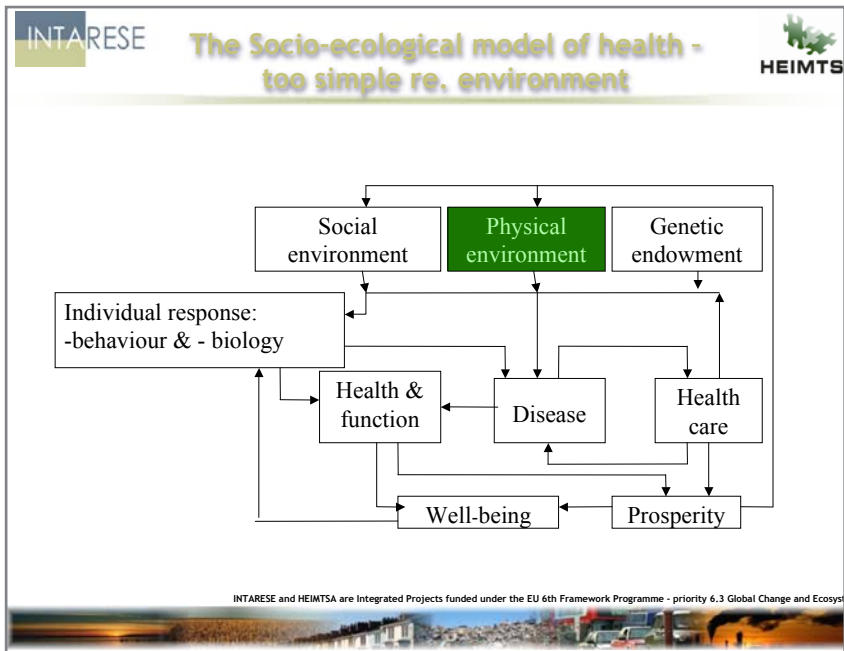 INTARESE
The Socio-ecological model of health -
too simple re. environment
HEIMTS
Social
environment
Physical
environment
Genetic
endowment
Individual response:
-behaviour & - biology
Health &
function
Disease
Health
care
Well-being
Prosperity
INTARESE and HEIMTSA are Integrated Projects funded under the EU 6th Framework Programme - priority 6.3 Global Change and Ecosyst